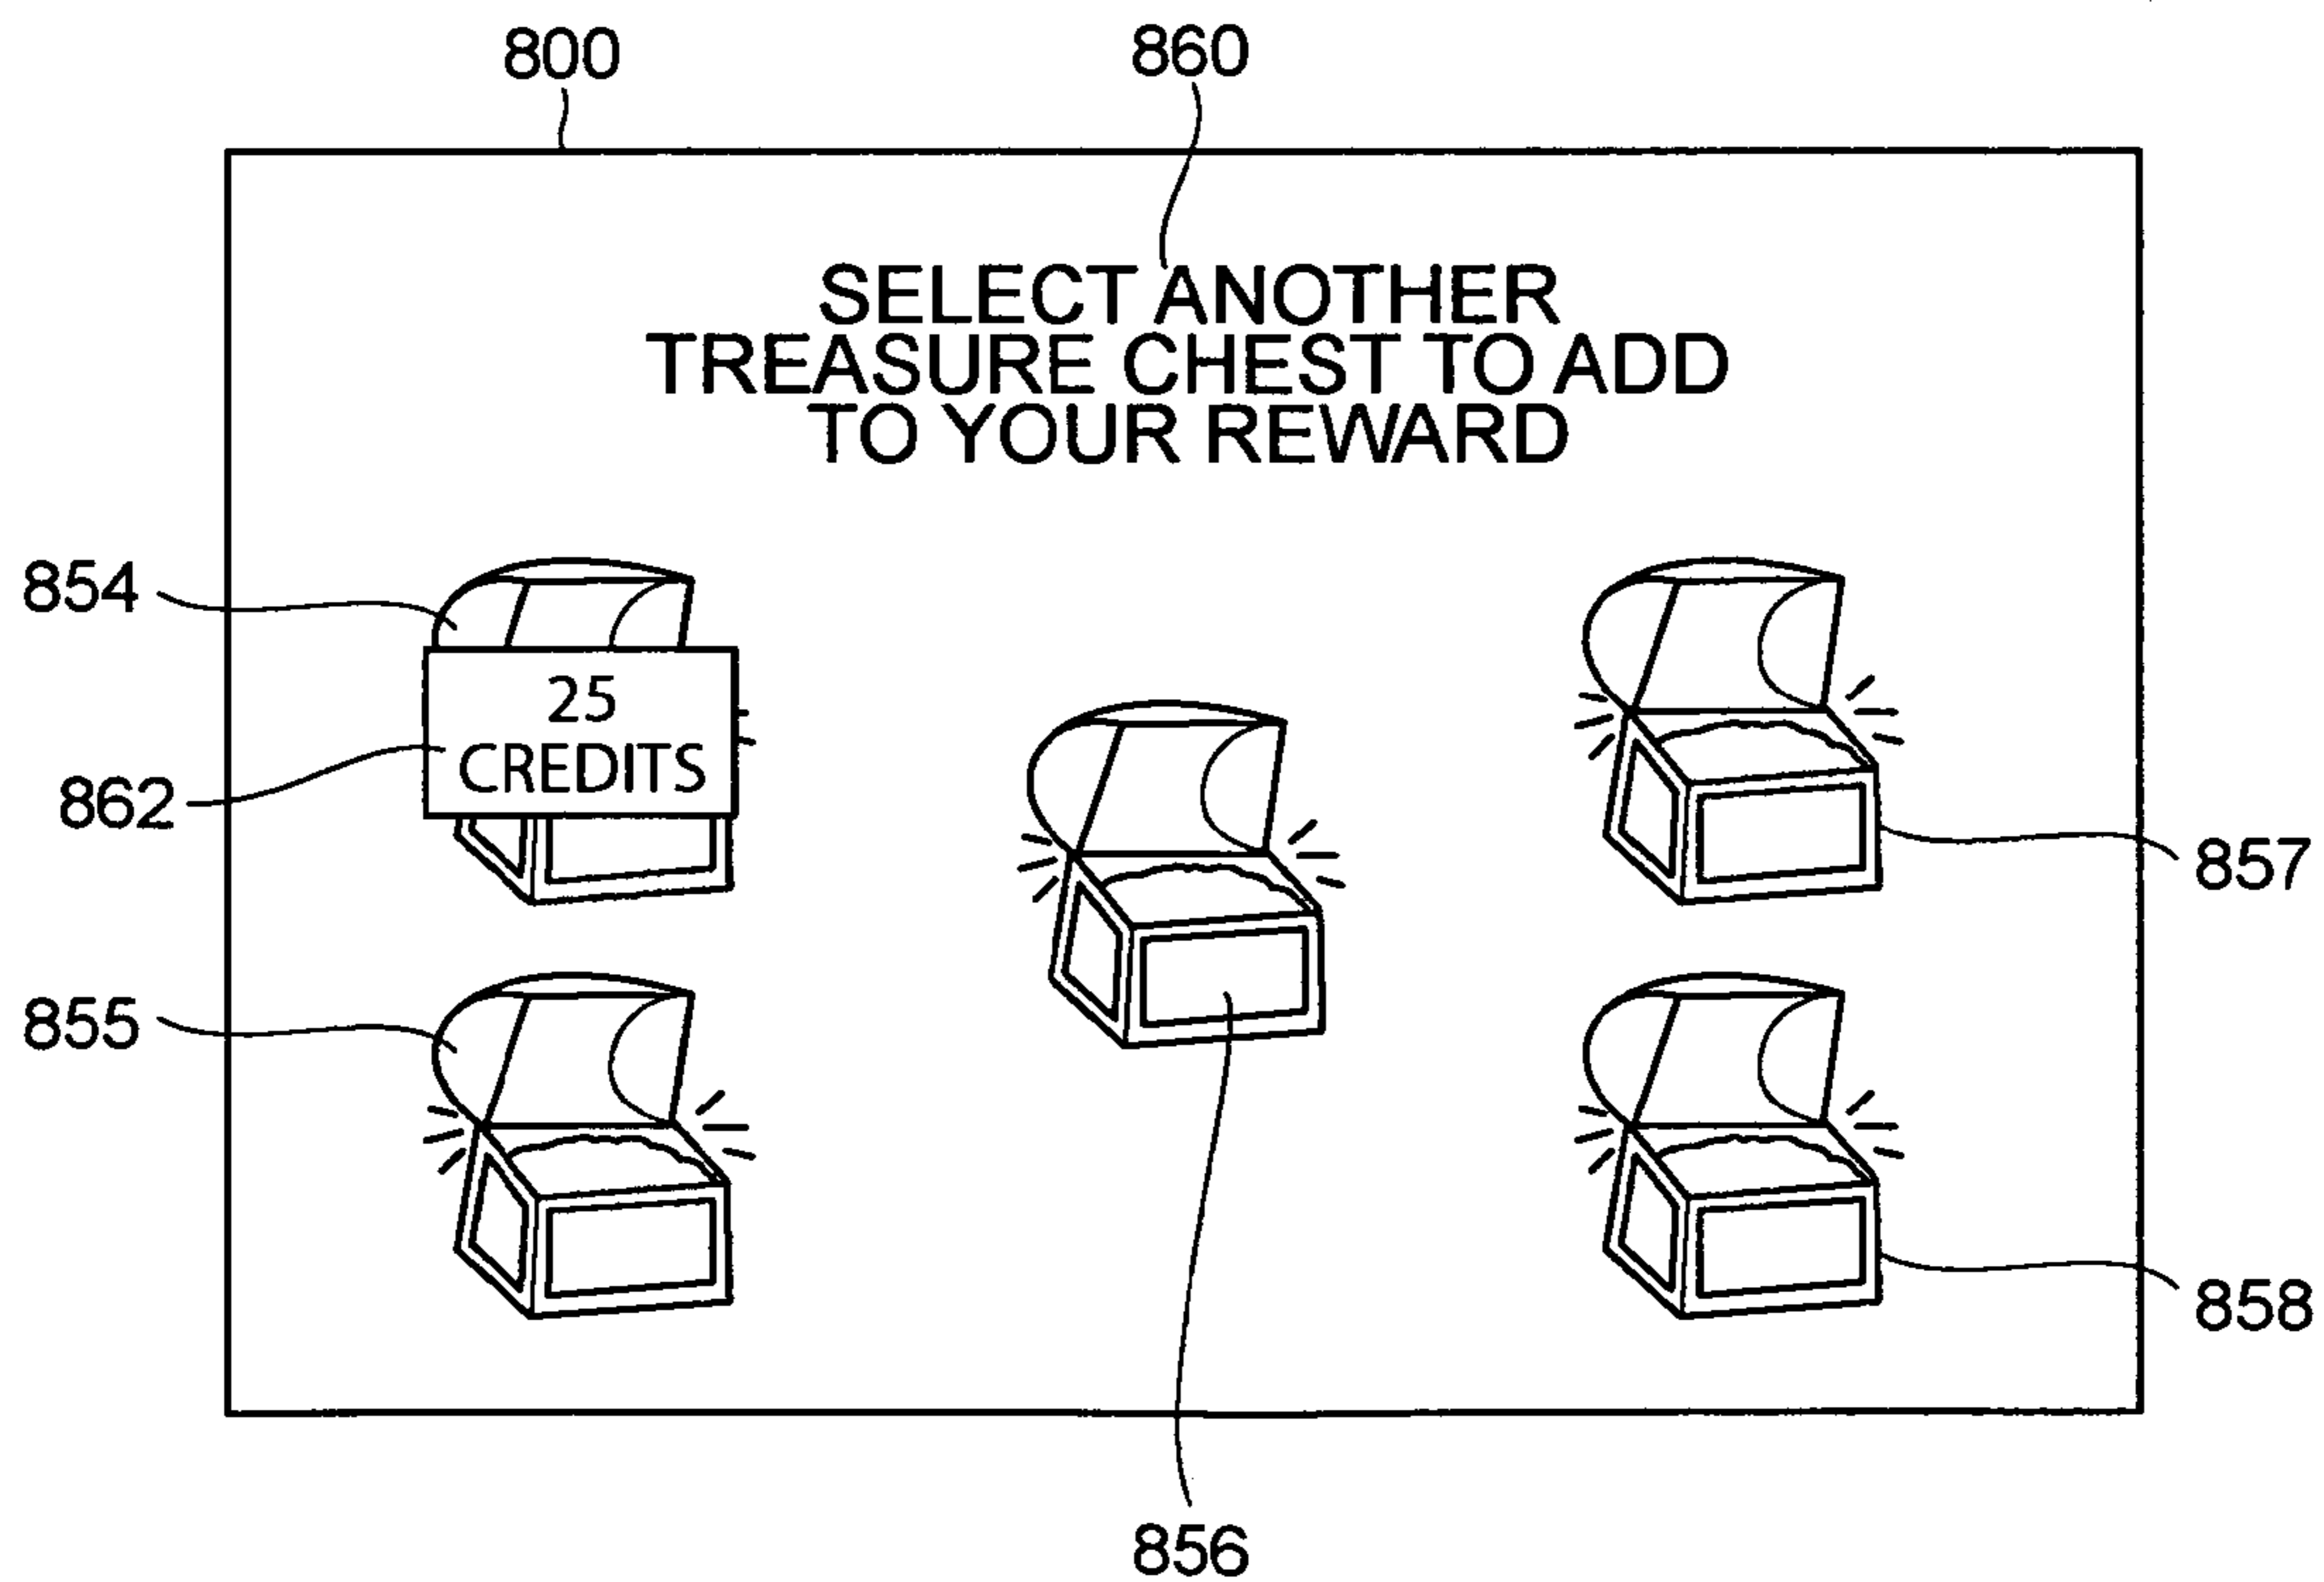 800
860
SELECT ANOTHER
TREASURE CHEST TO ADD
TO YOUR REWARD
854
25
CREDITS
862
857
855
858
856